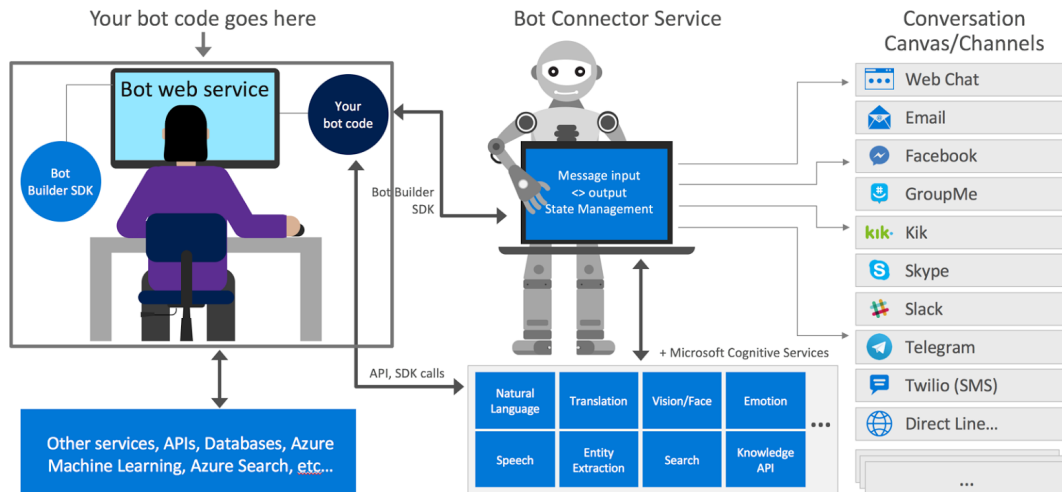 Your bot code goes here
Bot web service
Your
bot code
Bot
Builder SDK
Bot Builder
SDK
API, SDK calls
Other services, APIs, Databases, Azure
Machine Learning, Azure Search, etc...
Bot Connector Service
Message input
<> output
State Management
+ Microsoft Cognitive Services
Natural
Language
Translation
Vision/Face
Emotion
Speech
Entity
Extraction
Search
Knowledge
API
...
Conversation
Canvas/Channels
Web Chat
Email
Facebook
GroupMe
kik.
Kik
Skype
Slack
Telegram
Twilio (SMS)
Direct Line...
...